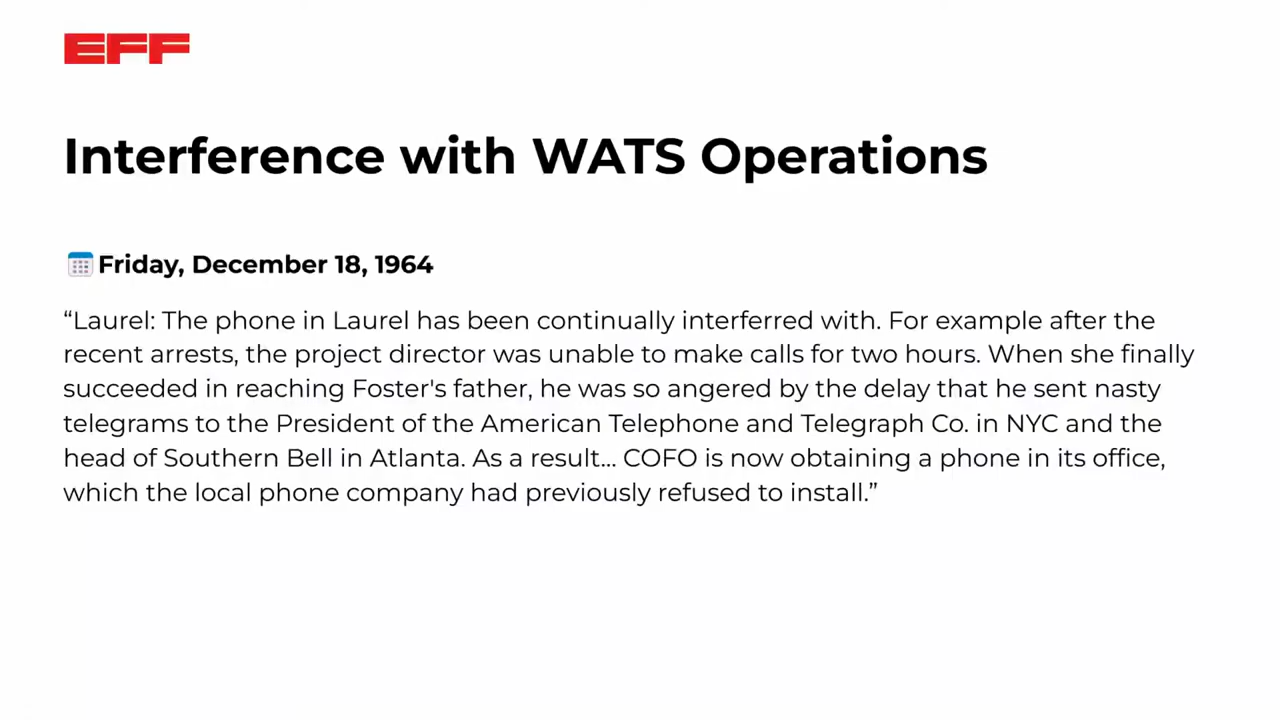 EFF
Interference with WATS Operations
Friday, December 18, 1964
“Laurel: The phone in Laurel has been continually interferred with. For example after the
recent arrests, the project director was unable to make calls for two hours. When she finally
succeeded in reaching Foster's father, he was so angered by the delay that he sent nasty
telegrams to the President of the American Telephone and Telegraph Co. in NYC and the
head of Southern Bell in Atlanta. As a result... COFO is now obtaining a phone in its office,
which the local phone company had previously refused to install.”